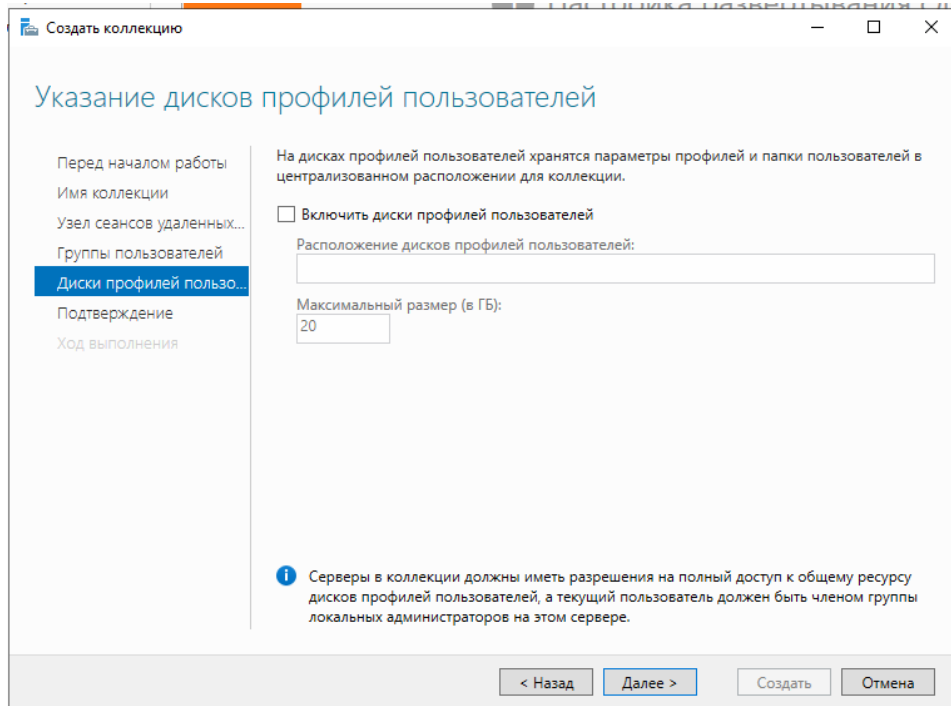 Создать коллекцию
Указание дисков профилей пользователей
Перед началом работы
Имя коллекции
Узел сеансов удаленных...
Группы пользователей
Диски профилей пользо...
Подтверждение
Ход выполнения
На дисках профилей пользователей хранятся параметры профилей и папки пользователей в
централизованном расположении для коллекции.
Включить диски профилей пользователей
Расположение дисков профилей пользователей:
Максимальный размер (в ГБ):
20
Серверы в коллекции должны иметь разрешения на полный доступ к общему ресурсу
дисков профилей пользователей, а текущий пользователь должен быть членом группы
локальных администраторов на этом сервере.
< Назад
Далее >
Создать
Отмена